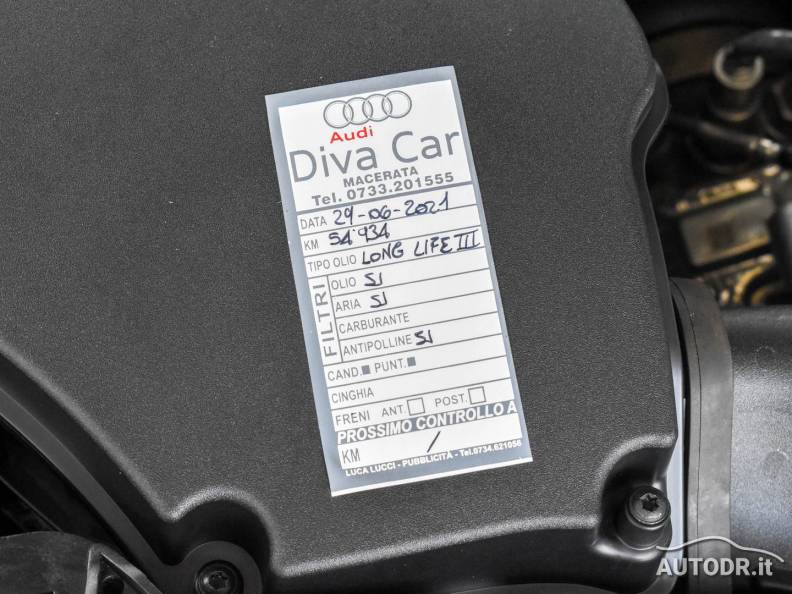 Audi
Diva Car
MACERATA
Tel. 0733.201555
DATA 29-06-2021
KM 54'934
TIPO OLIO LONG LIFE III
FILTRI
OLIO SI
ARIA SI
CARBURANTE
ANTIPOLLINE SI
CAND. PUNT.
CINGHIA
FRENI ANT. POST.
PROSSIMO CONTROLLO A
KM /
LUCA LUCCI - PUBBLICITÀ - Tel.0734.621056
AUTODR.it